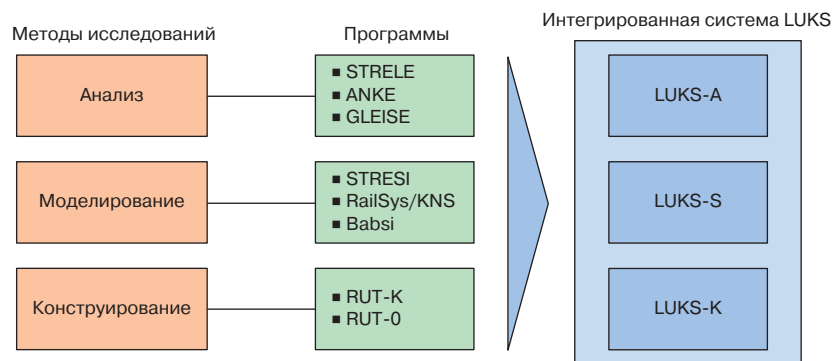 Методы исследований
Программы
Интегрированная система LUKS
Анализ
■ STRELE
■ ANKE
■ GLEISE
LUKS-A
Моделирование
■ STRESI
■ RailSys/KNS
■ Babsi
LUKS-S
Конструирование
■ RUT-K
■ RUT-0
LUKS-K